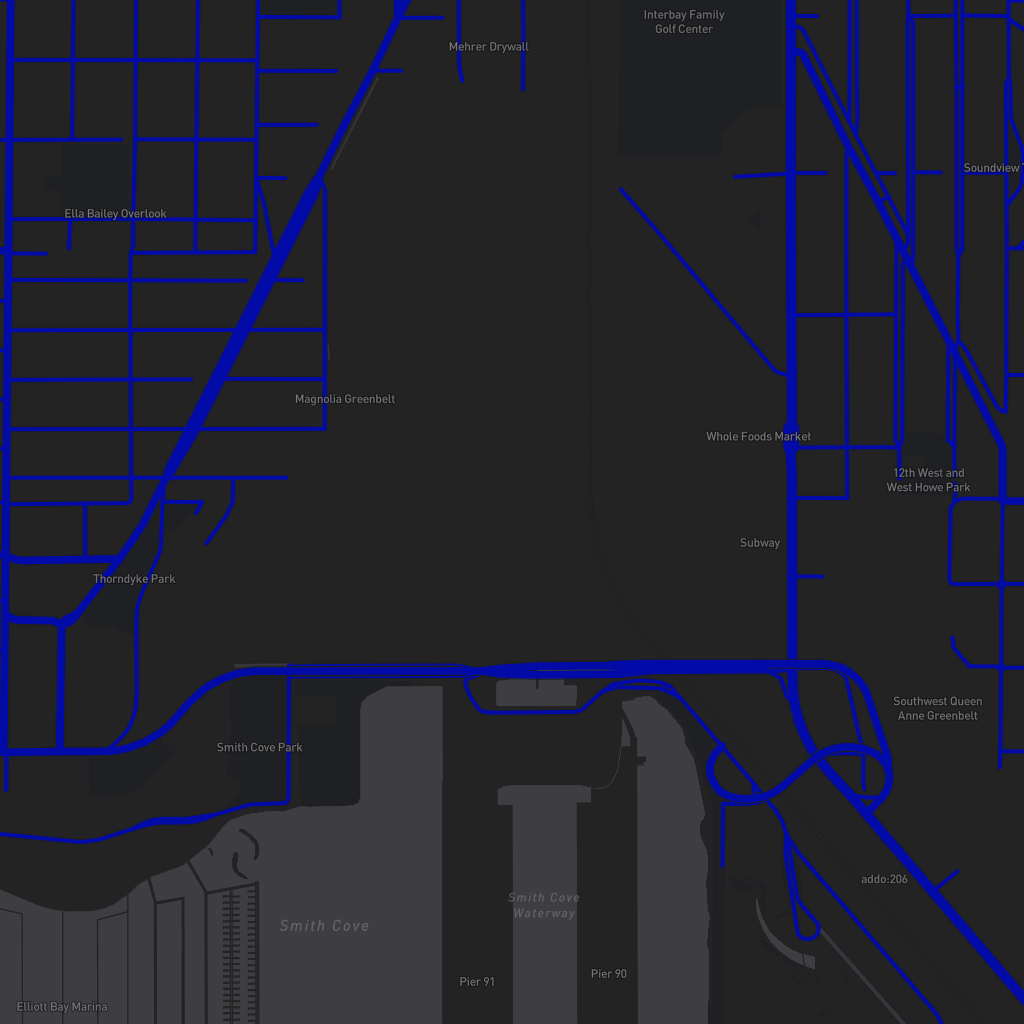 Interbay Family
Golf Center
Mehrer Drywall
Soundview T
Ella Bailey Overlook
Magnolia Greenbelt
Whole Foods Market
12th West and
West Howe Park
Subway
Thorndyke Park
Southwest Queen
Anne Greenbelt
Smith Cove Park
addo:206
Smith Cove
Waterway
Smith Cove
Pier 91
Pier 90
Elliott Bay Marina